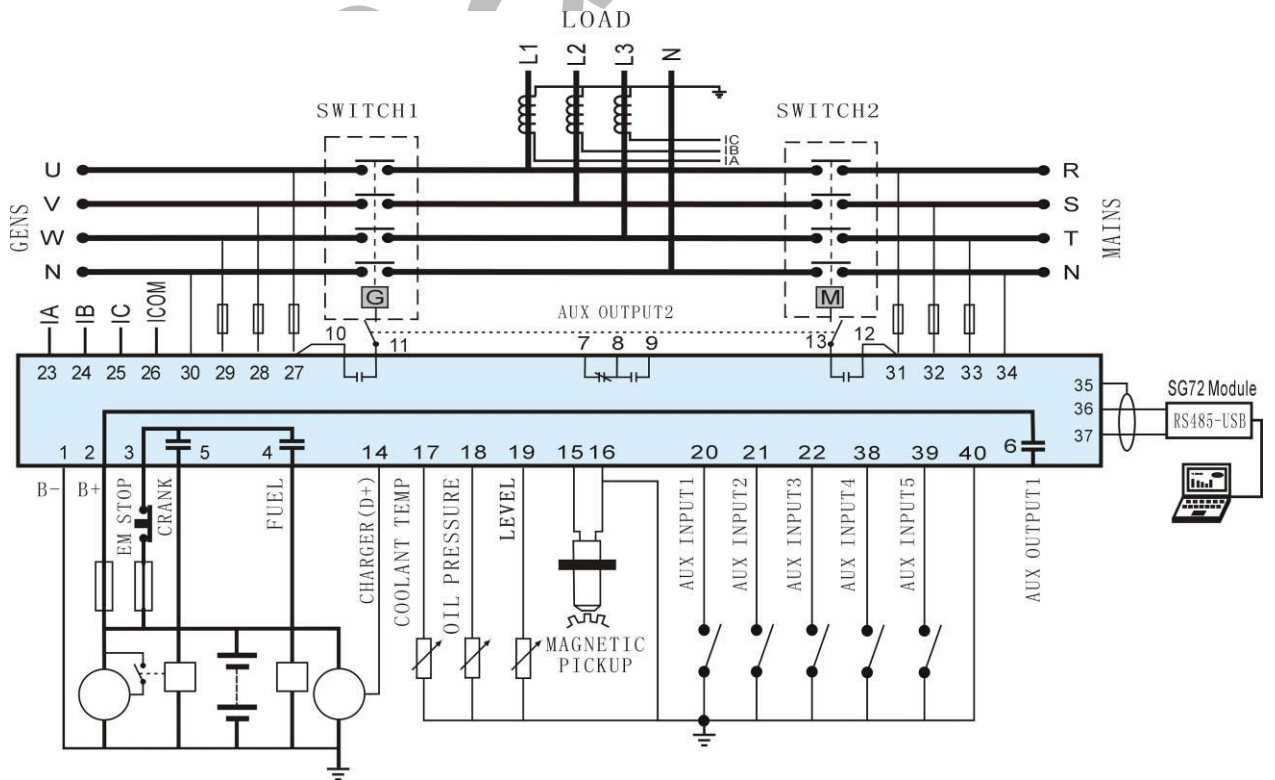 LOAD
L1 L2 L3 N
SWITCH1 SWITCH2
IC
IB
IA
U R
V S
W T
N N
GENS MAINS
IA IB IC ICOM
G M
AUX OUTPUT2
10 11 7 8 9 13 12
23 24 25 26 30 29 28 27 31 32 33 34
35
36
37
SG72 Module
RS485-USB
1 2 3 5 4 14 17 18 19 15 16 20 21 22 38 39 40 6
B- B+
EM STOP
CRANK
FUEL
CHARGER(D+)
COOLANT TEMP
OIL PRESSURE
LEVEL
MAGNETIC
PICKUP
AUX INPUT1
AUX INPUT2
AUX INPUT3
AUX INPUT4
AUX INPUT5
AUX OUTPUT1